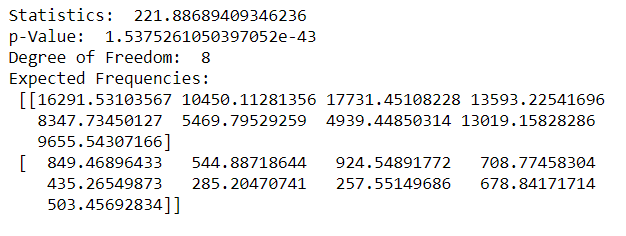 Statistics:  221.88689409346236
p-Value:  1.5375261050397052e-43
Degree of Freedom:  8
Expected Frequencies:
 [[16291.53103567 10450.11281356 17731.45108228 13593.22541696
   8347.73450127  5469.79529259  4939.44850314 13019.15828286
   9655.54307166]
 [  849.46896433   544.88718644   924.54891772   708.77458304
    435.26549873   285.20470741   257.55149686   678.84171714
    503.45692834]]